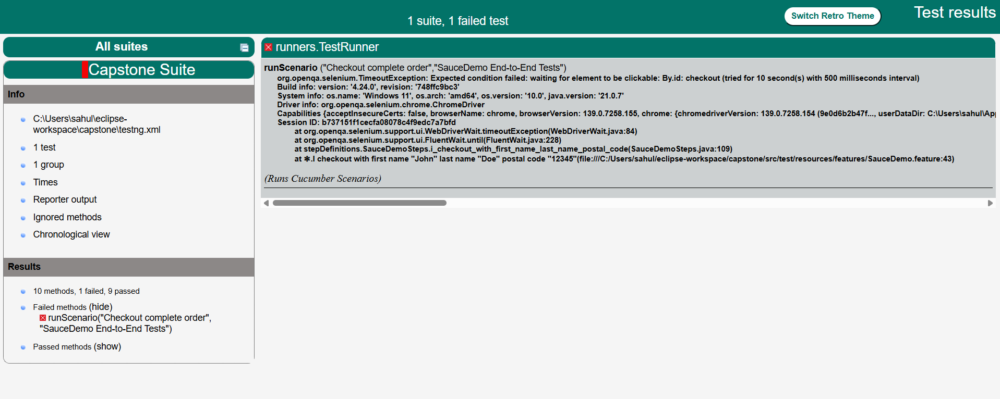 1 suite, 1 failed test
Switch Retro Theme
Test results
All suites
Capstone Suite
Info
C:\Users\sahul\eclipse-
workspace\capstone\testng.xml
1 test
1 group
Times
Reporter output
Ignored methods
Chronological view
Results
10 methods, 1 failed, 9 passed
Failed methods (hide)
runScenario("Checkout complete order",
"SauceDemo End-to-End Tests")
Passed methods (show)
runners.TestRunner
runScenario ("Checkout complete order","SauceDemo End-to-End Tests")
org.openqa.selenium.TimeoutException: Expected condition failed: waiting for element to be clickable: By.id: checkout (tried for 10 second(s) with 500 milliseconds interval)
Build info: version: '4.24.0', revision: '748ffc9bc3'
System info: os.name: 'Windows 11', os.arch: 'amd64', os.version: '10.0', java.version: '21.0.7'
Driver info: org.openqa.selenium.chrome.ChromeDriver
Capabilities {acceptInsecureCerts: false, browserName: chrome, browserVersion: 139.0.7258.155, chrome: {chromedriverVersion: 139.0.7258.154 (9e0d6b2b47f..., userDataDir: C:\Users\sahul\Ap
Session ID: b737151f1cecfa08078c4f9edc7a7bfd
at org.openqa.selenium.support.ui.WebDriverWait.timeoutException(WebDriverWait.java:84)
at org.openqa.selenium.support.ui.FluentWait.until(FluentWait.java:228)
at stepDefinitions.SauceDemoSteps.i_checkout_with_first_name_last_name_postal_code(SauceDemoSteps.java:109)
at ✱.I checkout with first name "John" last name "Doe" postal code "12345"(file:///C:/Users/sahul/eclipse-workspace/capstone/src/test/resources/features/SauceDemo.feature:43)
(Runs Cucumber Scenarios)